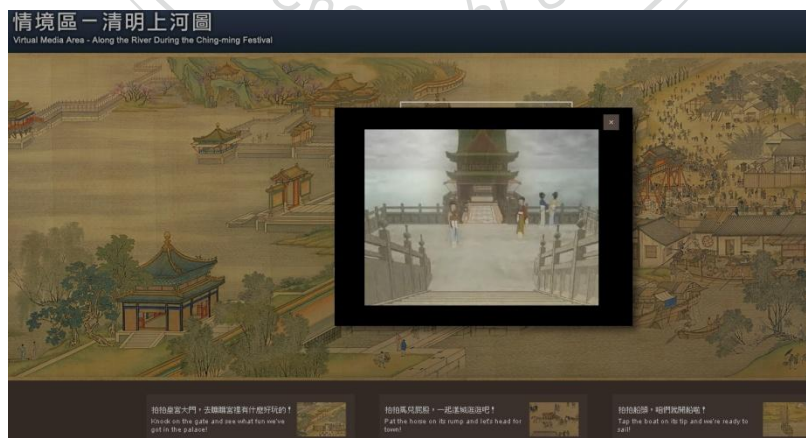 情境區－清明上河圖
Virtual Media Area - Along the River During the Ching-ming Festival
×
拍拍皇宮大門，去瞧瞧宮裡有什麼好玩的！
Knock on the gate and see what fun we've
got in the palace!
拍拍馬兒屁股，一起進城逛逛吧！
Pat the horse on its rump and let's head for
town!
拍拍船頭，咱們就開船啦！
Tap the boat on its tip and we're ready to
sail!